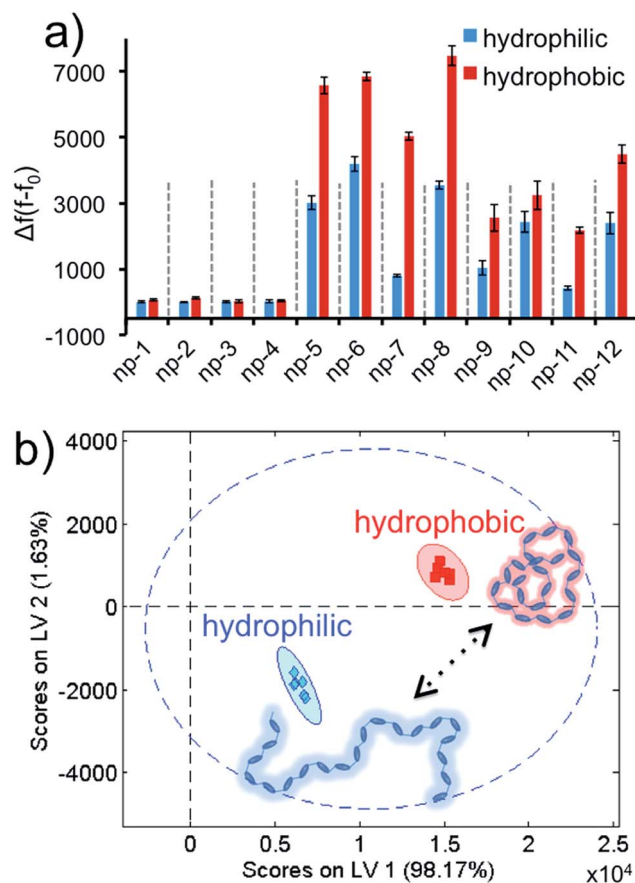 a)
hydrophilic
hydrophobic
Δf(f-f₀)
7000
5000
3000
1000
-1000
np-1 np-2 np-3 np-4 np-5 np-6 np-7 np-8 np-9 np-10 np-11 np-12
b)
Scores on LV 2 (1.63%)
4000
2000
0
-2000
-4000
hydrophobic
hydrophilic
0 0.5 1 1.5 2 2.5
x10⁴
Scores on LV 1 (98.17%)